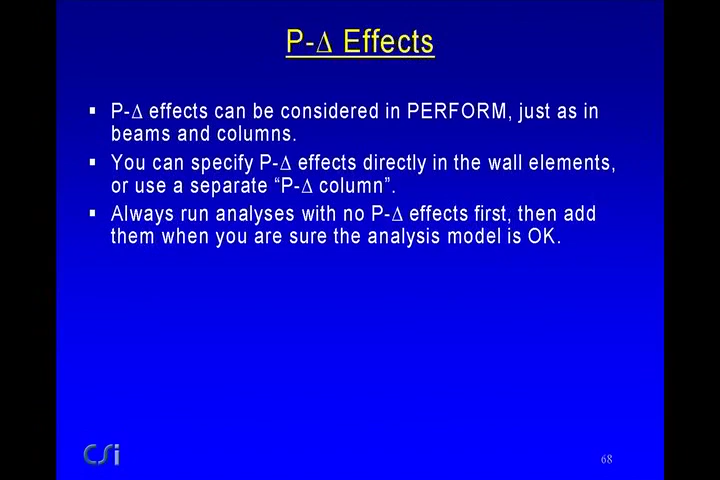 P-Δ Effects
▪ P-Δ effects can be considered in PERFORM, just as in
beams and columns.
▪ You can specify P-Δ effects directly in the wall elements,
or use a separate “P-Δ column”.
▪ Always run analyses with no P-Δ effects first, then add
them when you are sure the analysis model is OK.
CSi
68